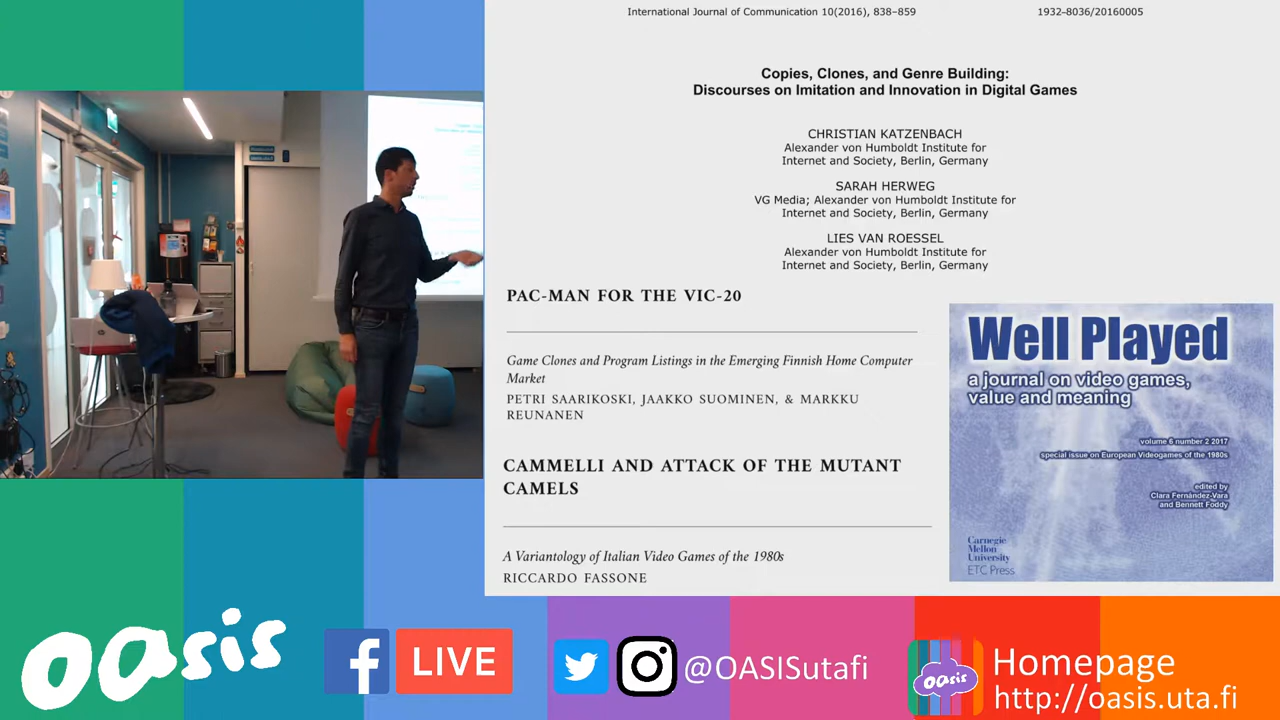 International Journal of Communication 10(2016), 838–859
1932–8036/20160005
Copies, Clones, and Genre Building:
Discourses on Imitation and Innovation in Digital Games
CHRISTIAN KATZENBACH
Alexander von Humboldt Institute for
Internet and Society, Berlin, Germany
SARAH HERWEG
VG Media; Alexander von Humboldt Institute for
Internet and Society, Berlin, Germany
LIES VAN ROESSEL
Alexander von Humboldt Institute for
Internet and Society, Berlin, Germany
PAC-MAN FOR THE VIC-20
Game Clones and Program Listings in the Emerging Finnish Home Computer
Market
PETRI SAARIKOSKI, JAAKKO SUOMINEN, & MARKKU
REUNANEN
CAMMELLI AND ATTACK OF THE MUTANT
CAMELS
A Variantology of Italian Video Games of the 1980s
RICCARDO FASSONE
Well Played
a journal on video games,
value and meaning
volume 6 number 2 2017
special issue on European Videogames of the 1980s
edited by
Clara Fernández-Vara
and Bennett Foddy
Carnegie
Mellon
University
ETC Press
oasis
f
LIVE
@OASISutafi
oasis
Homepage
http://oasis.uta.fi